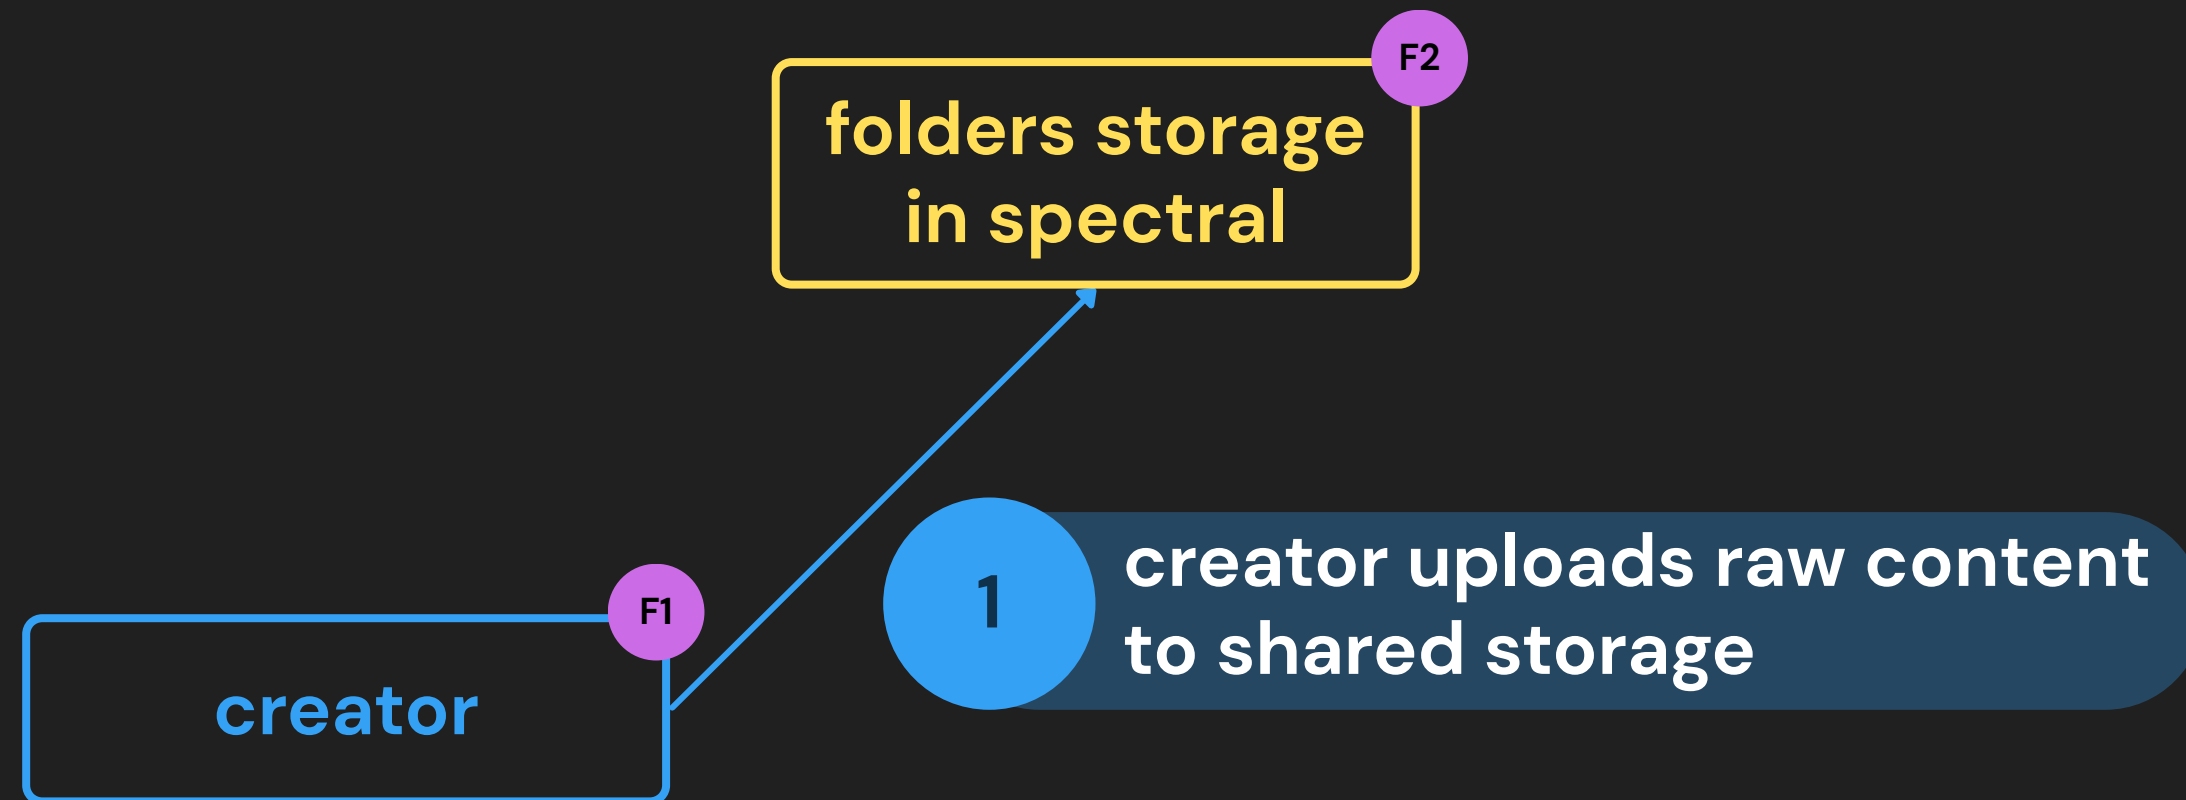 F2
folders storage
in spectral
1
creator uploads raw content
to shared storage
F1
creator